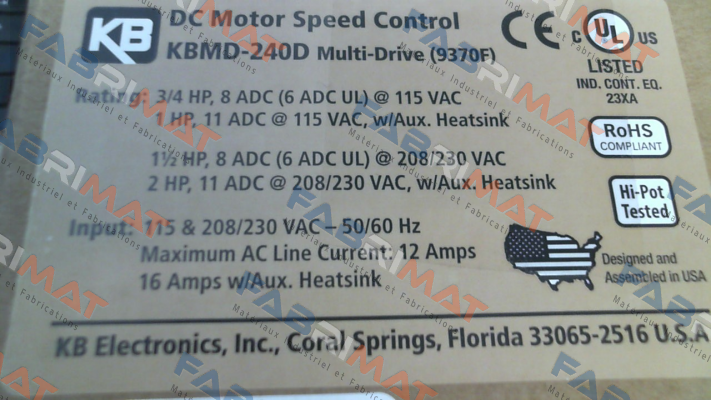 KB
DC Motor Speed Control
KBMD-240D Multi-Drive (9370F)
CE
C UL US
LISTED
IND. CONT. EQ.
23XA
Rating: 3/4 HP, 8 ADC (6 ADC UL) @ 115 VAC
1 HP, 11 ADC @ 115 VAC, w/Aux. Heatsink
1½ HP, 8 ADC (6 ADC UL) @ 208/230 VAC
2 HP, 11 ADC @ 208/230 VAC, w/Aux. Heatsink
RoHS
COMPLIANT
Hi-Pot
Tested
Input: 115 & 208/230 VAC – 50/60 Hz
Maximum AC Line Current: 12 Amps
16 Amps w/Aux. Heatsink
Designed and
Assembled in USA
KB Electronics, Inc., Coral Springs, Florida 33065-2516 U.S.A
FABRIMAT
Materiaux Industriel et Fabrications